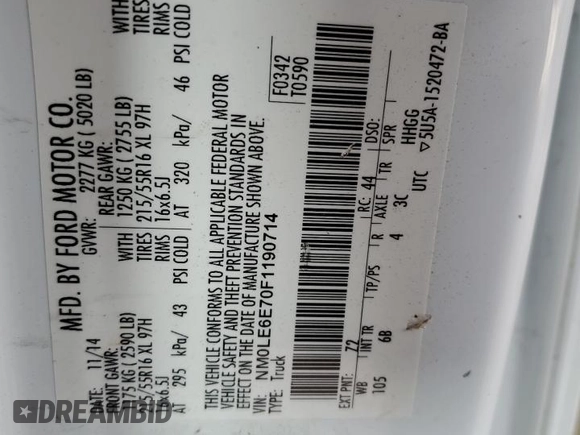 MFD. BY FORD MOTOR CO.
DATE: 11/14
GVWR: 2277 KG ( 5020 LB)
FRONT GAWR: REAR GAWR:
1175 KG ( 2590 LB) WITH 1250 KG ( 2755 LB) WITH
215/55R16 XL 97H TIRES 215/55R16 XL 97H TIRES
16x6.5J RIMS 16x6.5J RIMS
AT 295 kPa/ 43 PSI COLD AT 320 kPa/ 46 PSI COLD
THIS VEHICLE CONFORMS TO ALL APPLICABLE FEDERAL MOTOR
VEHICLE SAFETY AND THEFT PREVENTION STANDARDS IN
EFFECT ON THE DATE OF MANUFACTURE SHOWN ABOVE.
VIN: NM0LE6E70F1190714
TYPE: Truck
F0342
T0590
EXT PNT: 72 RC: 44 DSO:
WB INT TR TP/PS R AXLE TR SPR
105 6B 4 3C HHGG
UTC
▽5U5A-1520472-BA
DREAMBID